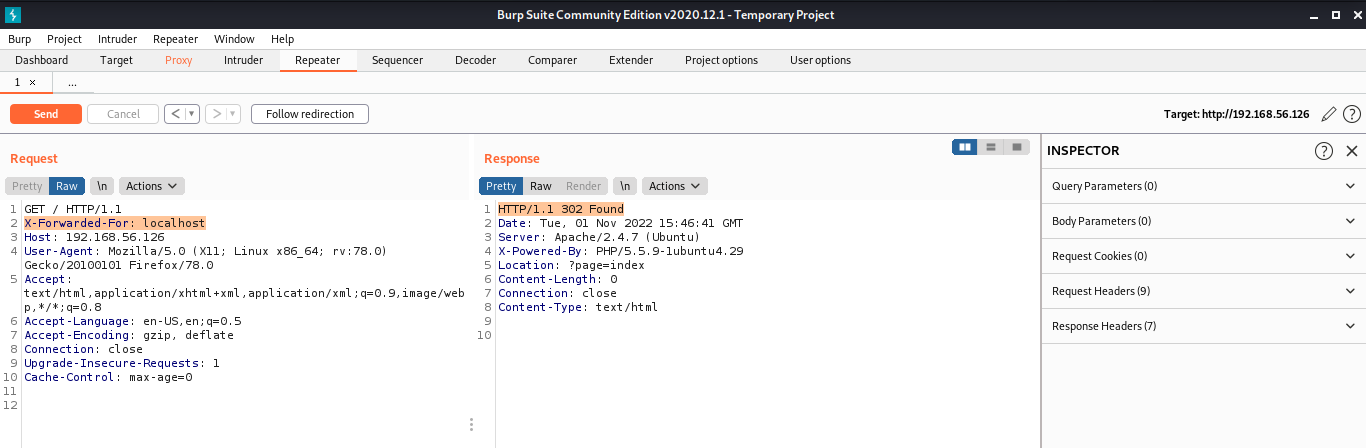 Burp Suite Community Edition v2020.12.1 - Temporary Project
Burp Project Intruder Repeater Window Help
Dashboard Target Proxy Intruder Repeater Sequencer Decoder Comparer Extender Project options User options
1 × ...
Send Cancel < | ▾ > | ▾ Follow redirection Target: http://192.168.56.126 ?
Request
Pretty Raw \n Actions
1 GET / HTTP/1.1
2 X-Forwarded-For: localhost
3 Host: 192.168.56.126
4 User-Agent: Mozilla/5.0 (X11; Linux x86_64; rv:78.0)
Gecko/20100101 Firefox/78.0
5 Accept:
text/html,application/xhtml+xml,application/xml;q=0.9,image/web
p,*/*;q=0.8
6 Accept-Language: en-US,en;q=0.5
7 Accept-Encoding: gzip, deflate
8 Connection: close
9 Upgrade-Insecure-Requests: 1
10 Cache-Control: max-age=0
11
12
Response
Pretty Raw Render \n Actions
1 HTTP/1.1 302 Found
2 Date: Tue, 01 Nov 2022 15:46:41 GMT
3 Server: Apache/2.4.7 (Ubuntu)
4 X-Powered-By: PHP/5.5.9-1ubuntu4.29
5 Location: ?page=index
6 Content-Length: 0
7 Connection: close
8 Content-Type: text/html
9
10
INSPECTOR ? ×
Query Parameters (0)
Body Parameters (0)
Request Cookies (0)
Request Headers (9)
Response Headers (7)